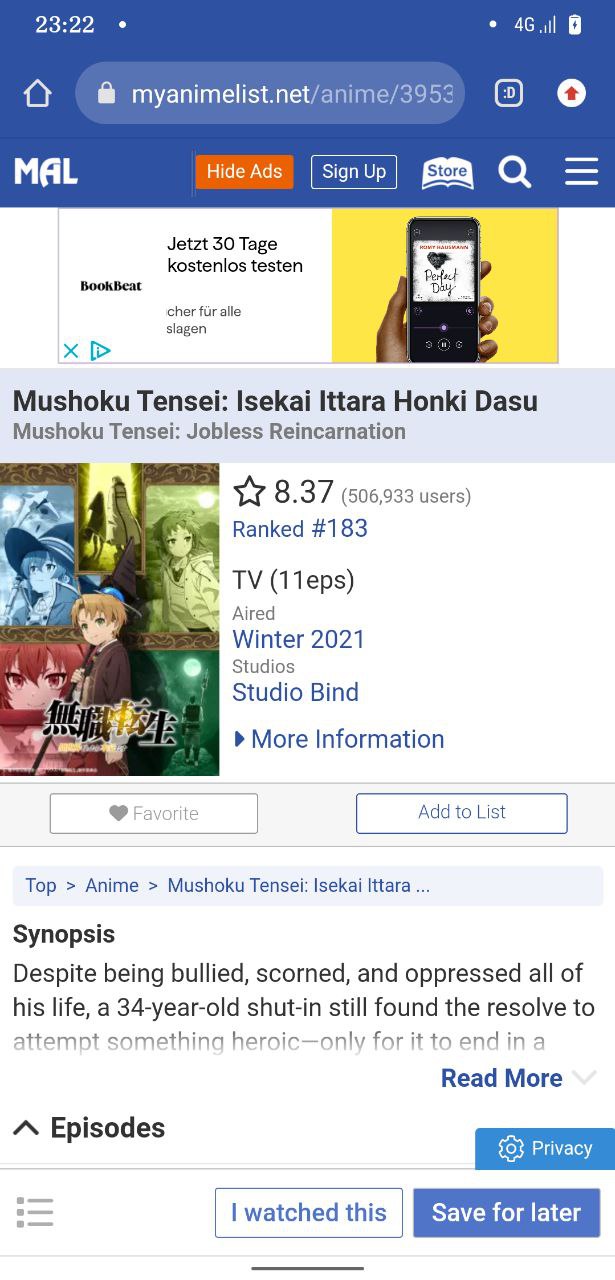 23:22
4G
myanimelist.net/anime/3953
:D
MAL
Hide Ads
Sign Up
Store
Jetzt 30 Tage
kostenlos testen
BookBeat
cher für alle
slagen
ROMY HAUSMANN
Perfect
Day
Mushoku Tensei: Isekai Ittara Honki Dasu
Mushoku Tensei: Jobless Reincarnation
8.37 (506,933 users)
Ranked #183
TV (11eps)
Aired
Winter 2021
Studios
Studio Bind
More Information
無職転生
Favorite
Add to List
Top > Anime > Mushoku Tensei: Isekai Ittara ...
Synopsis
Despite being bullied, scorned, and oppressed all of
his life, a 34-year-old shut-in still found the resolve to
attempt something heroic—only for it to end in a
Read More
Episodes
Privacy
I watched this
Save for later